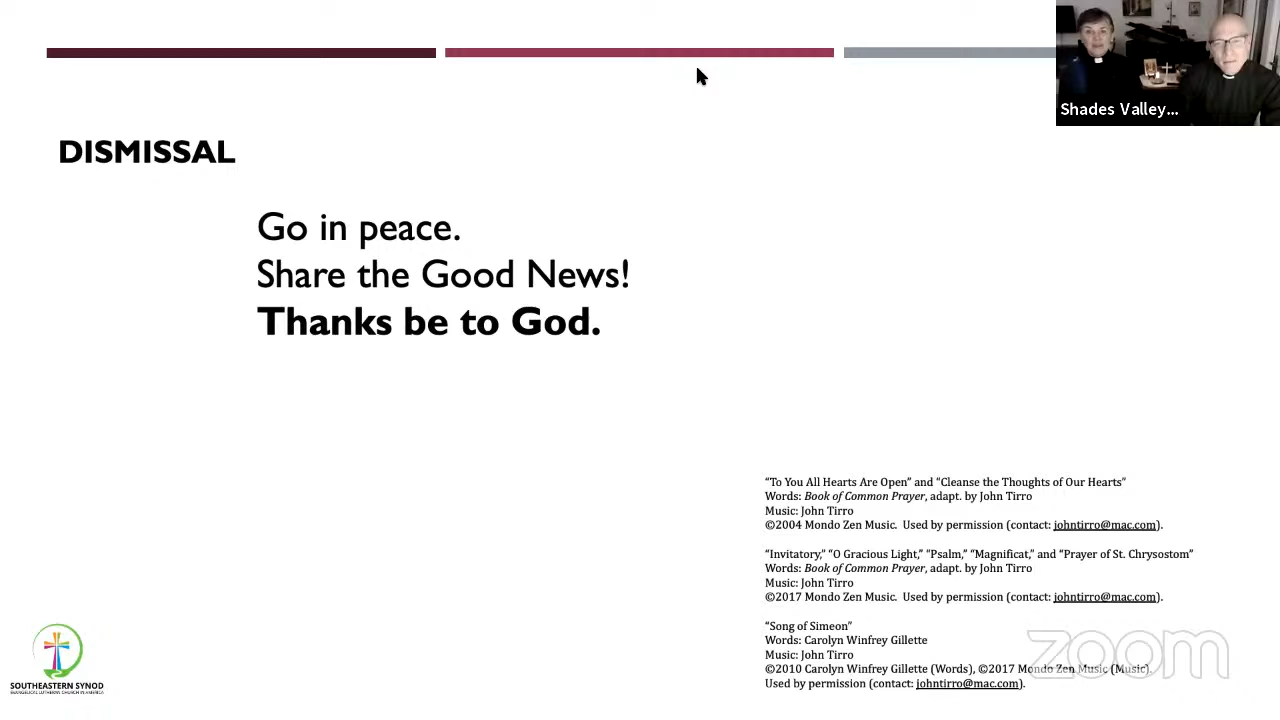 Shades Valley...
DISMISSAL
Go in peace.
Share the Good News!
Thanks be to God.
“To You All Hearts Are Open” and “Cleanse the Thoughts of Our Hearts”
Words: Book of Common Prayer, adapt. by John Tirro
Music: John Tirro
©2004 Mondo Zen Music.  Used by permission (contact: johntirro@mac.com).
“Invitatory,” “O Gracious Light,” “Psalm,” “Magnificat,” and “Prayer of St. Chrysostom”
Words: Book of Common Prayer, adapt. by John Tirro
Music: John Tirro
©2017 Mondo Zen Music.  Used by permission (contact: johntirro@mac.com).
“Song of Simeon”
Words: Carolyn Winfrey Gillette
Music: John Tirro
©2010 Carolyn Winfrey Gillette (Words), ©2017 Mondo Zen Music (Music).
Used by permission (contact: johntirro@mac.com).
zoom
SOUTHEASTERN SYNOD
EVANGELICAL LUTHERAN CHURCH IN AMERICA